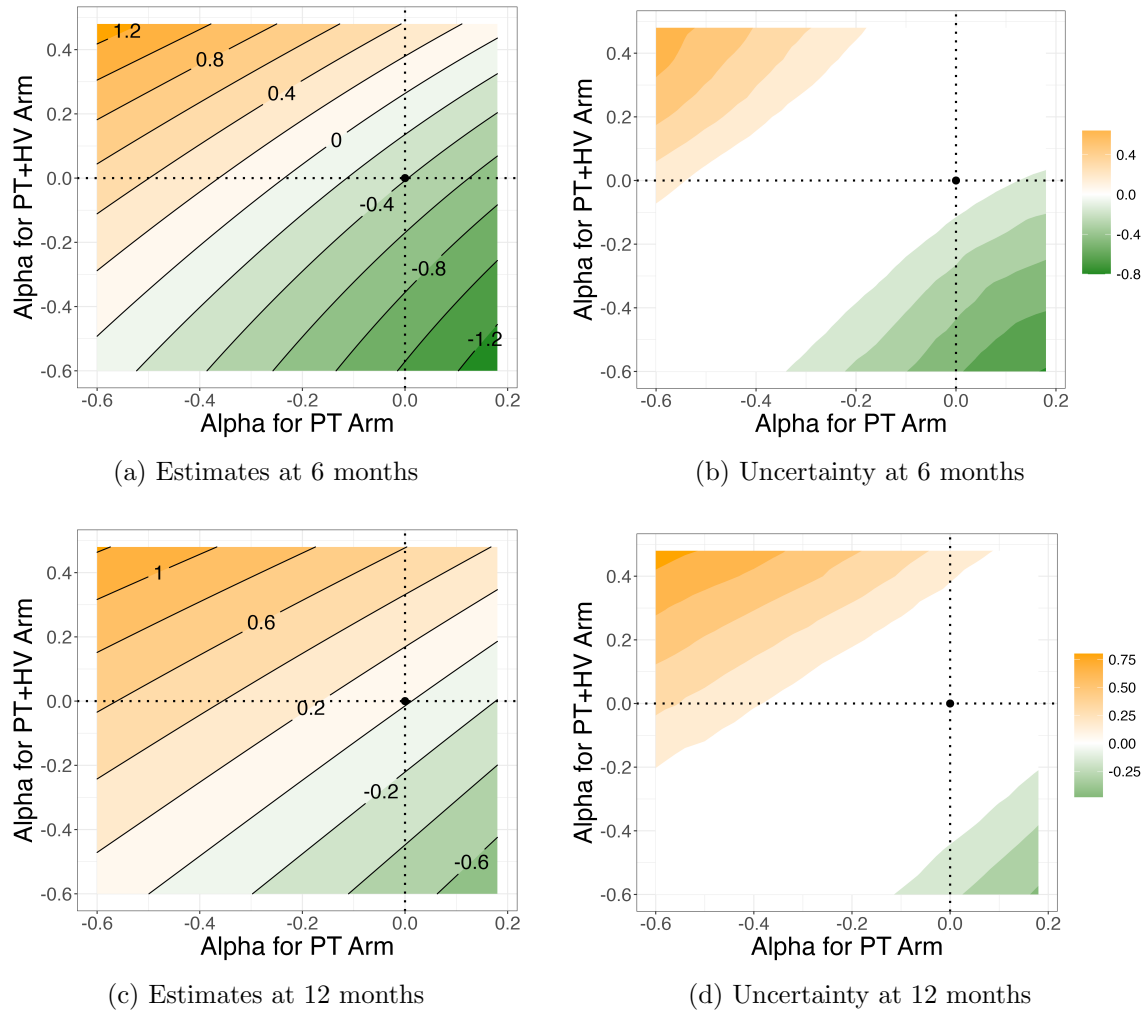 1.2
0.8
0.4
0
-0.4
-0.8
-1.2
0.4
0.2
0.0
-0.2
-0.4
-0.6
Alpha for PT+HV Arm
-0.6 -0.4 -0.2 0.0 0.2
Alpha for PT Arm
(a) Estimates at 6 months
0.4
0.2
0.0
-0.2
-0.4
-0.6
Alpha for PT+HV Arm
-0.6 -0.4 -0.2 0.0 0.2
Alpha for PT Arm
0.4
0.0
-0.4
-0.8
(b) Uncertainty at 6 months
1
0.6
0.2
-0.2
-0.6
0.4
0.2
0.0
-0.2
-0.4
-0.6
Alpha for PT+HV Arm
-0.6 -0.4 -0.2 0.0 0.2
Alpha for PT Arm
(c) Estimates at 12 months
0.4
0.2
0.0
-0.2
-0.4
-0.6
Alpha for PT+HV Arm
-0.6 -0.4 -0.2 0.0 0.2
Alpha for PT Arm
0.75
0.50
0.25
0.00
-0.25
(d) Uncertainty at 12 months